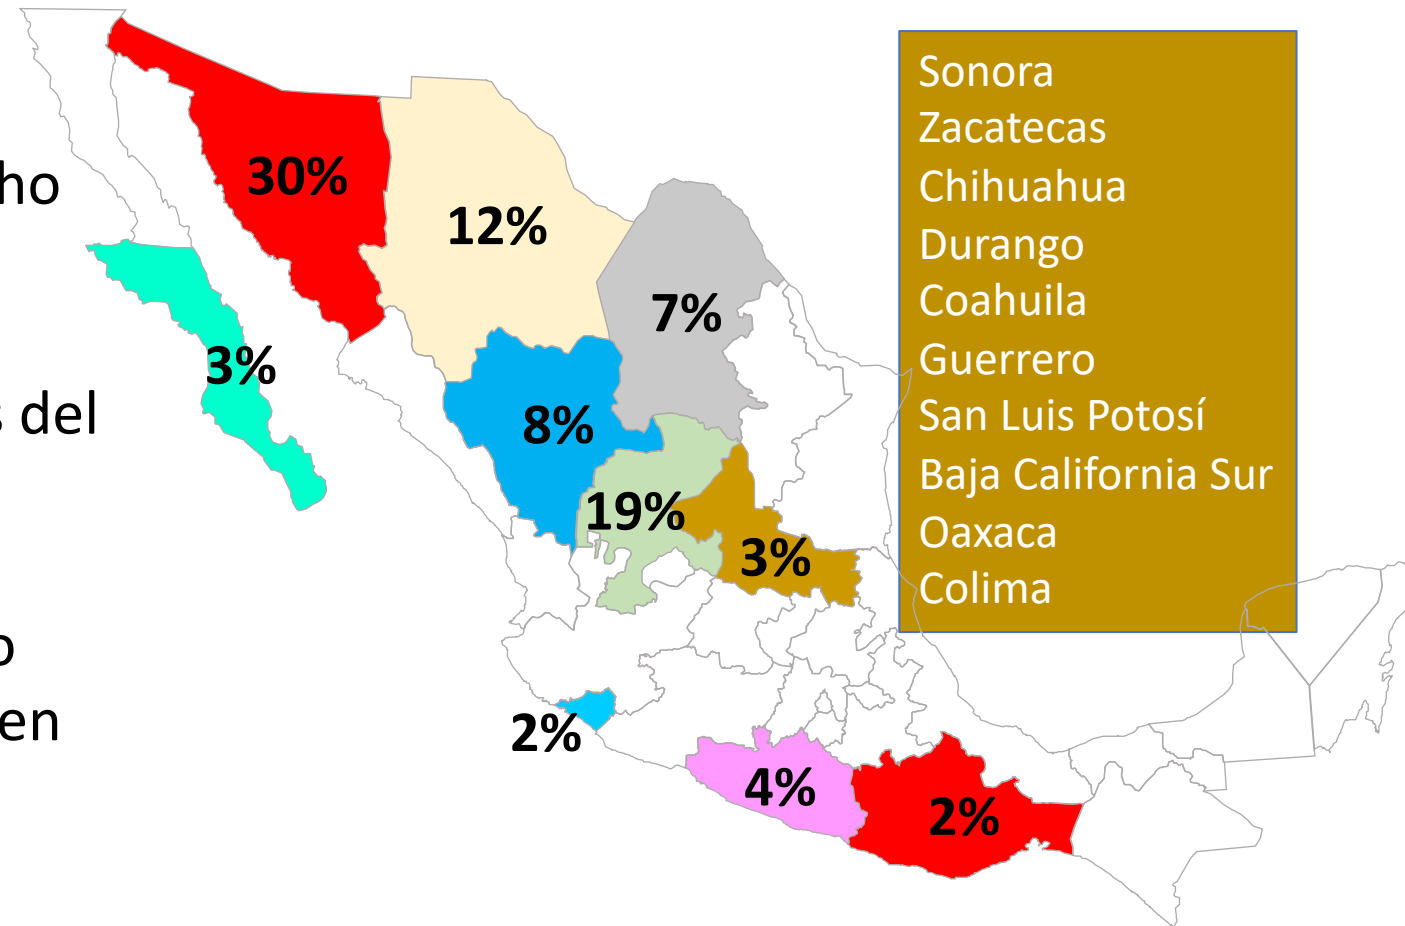 ho
s del
o
en
30%
12%
7%
3%
8%
19%
3%
2%
4%
2%
Sonora
Zacatecas
Chihuahua
Durango
Coahuila
Guerrero
San Luis Potosí
Baja California Sur
Oaxaca
Colima